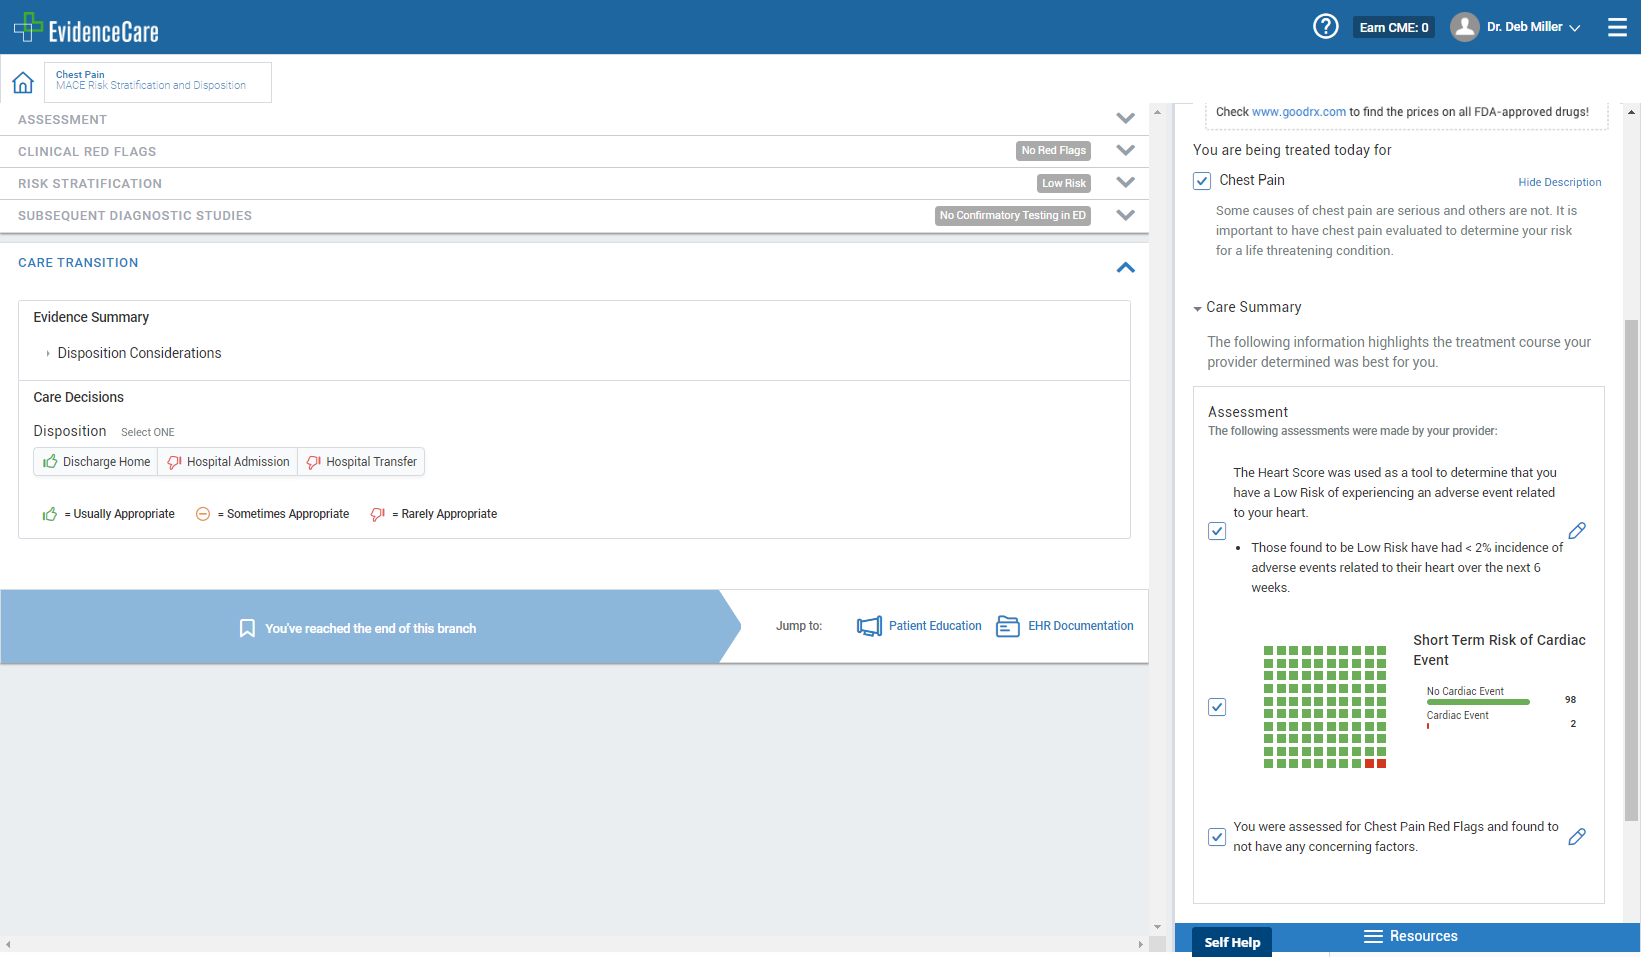 EvidenceCare
Earn CME: 0
Dr. Deb Miller
Chest Pain
MACE Risk Stratification and Disposition
ASSESSMENT
CLINICAL RED FLAGS
No Red Flags
RISK STRATIFICATION
Low Risk
SUBSEQUENT DIAGNOSTIC STUDIES
No Confirmatory Testing in ED
CARE TRANSITION
Evidence Summary
Disposition Considerations
Care Decisions
Disposition Select ONE
Discharge Home
Hospital Admission
Hospital Transfer
= Usually Appropriate
= Sometimes Appropriate
= Rarely Appropriate
You've reached the end of this branch
Jump to:
Patient Education
EHR Documentation
Check www.goodrx.com to find the prices on all FDA-approved drugs!
You are being treated today for
Chest Pain
Hide Description
Some causes of chest pain are serious and others are not. It is
important to have chest pain evaluated to determine your risk
for a life threatening condition.
Care Summary
The following information highlights the treatment course your
provider determined was best for you.
Assessment
The following assessments were made by your provider:
The Heart Score was used as a tool to determine that you
have a Low Risk of experiencing an adverse event related
to your heart.
• Those found to be Low Risk have had < 2% incidence of
adverse events related to their heart over the next 6
weeks.
Short Term Risk of Cardiac
Event
No Cardiac Event
98
Cardiac Event
2
You were assessed for Chest Pain Red Flags and found to
not have any concerning factors.
Self Help
Resources